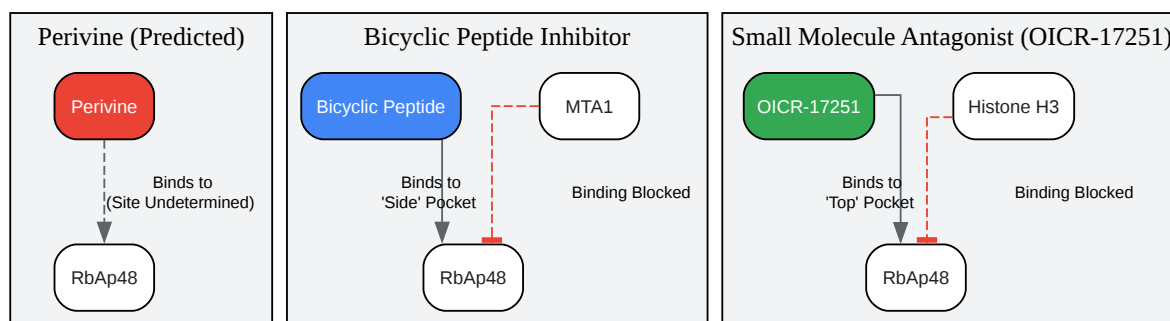 Perivine (Predicted)
Perivine
Binds to
(Site Undetermined)
RbAp48
Bicyclic Peptide Inhibitor
Bicyclic Peptide
MTA1
Binds to
'Side' Pocket
Binding Blocked
RbAp48
Small Molecule Antagonist (OICR-17251)
OICR-17251
Histone H3
Binds to
'Top' Pocket
Binding Blocked
RbAp48